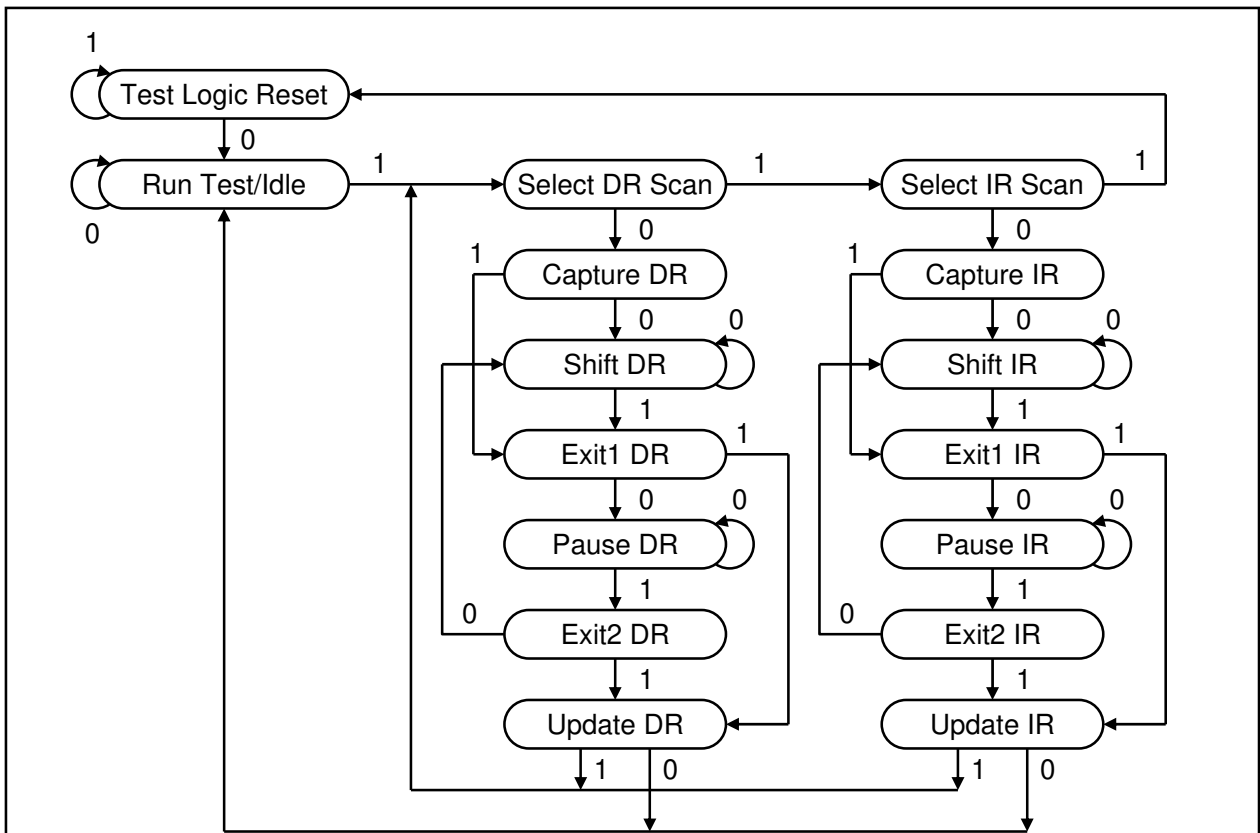 1
Test Logic Reset
0
Run Test/Idle
1
Select DR Scan
1
Select IR Scan
1
0
0
0
1
Capture DR
1
Capture IR
0
0
0
0
Shift DR
Shift IR
1
1
Exit1 DR
1
Exit1 IR
1
0
0
0
0
Pause DR
Pause IR
1
1
0
Exit2 DR
0
Exit2 IR
1
1
Update DR
Update IR
1
0
1
0